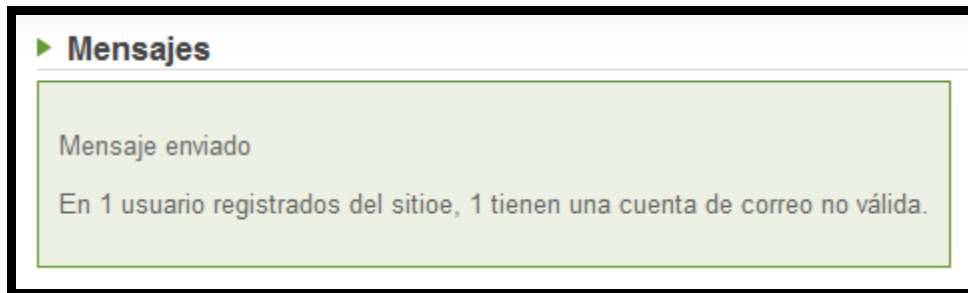 Mensajes
Mensaje enviado
En 1 usuario registrados del sitioe, 1 tienen una cuenta de correo no válida.